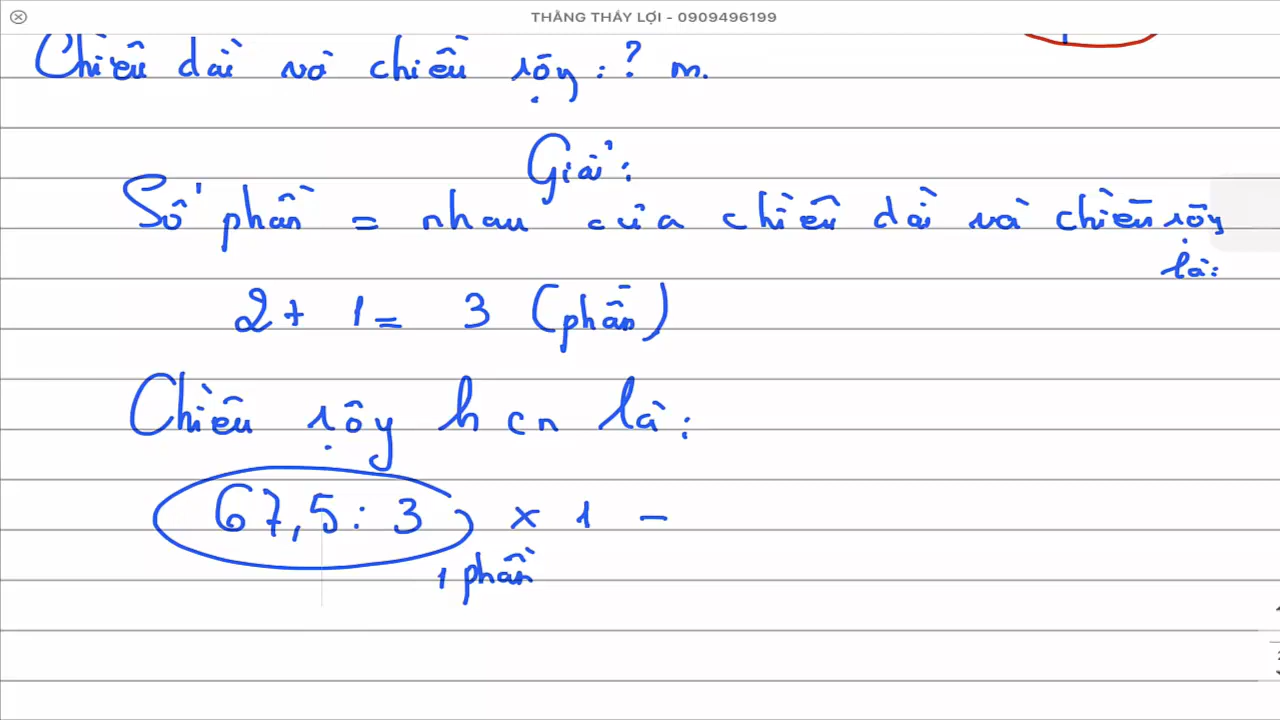 THẰNG THẦY LỢI - 0909496199
Chiều dài và chiều rộng : ? m.
Giải :
Số phần = nhau của chiều dài và chiều rộng
là :
2 + 1 = 3 (phần)
Chiều rộng hcn là :
67,5 : 3 x 1 -
1 phần